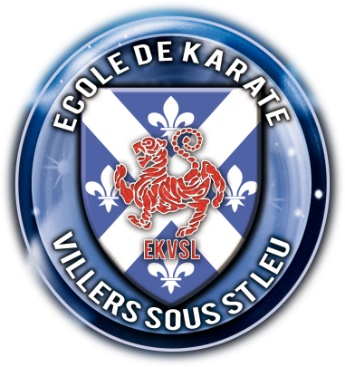 ECOLE DE KARATE
EKVSL
VILLERS SOUS ST LEU